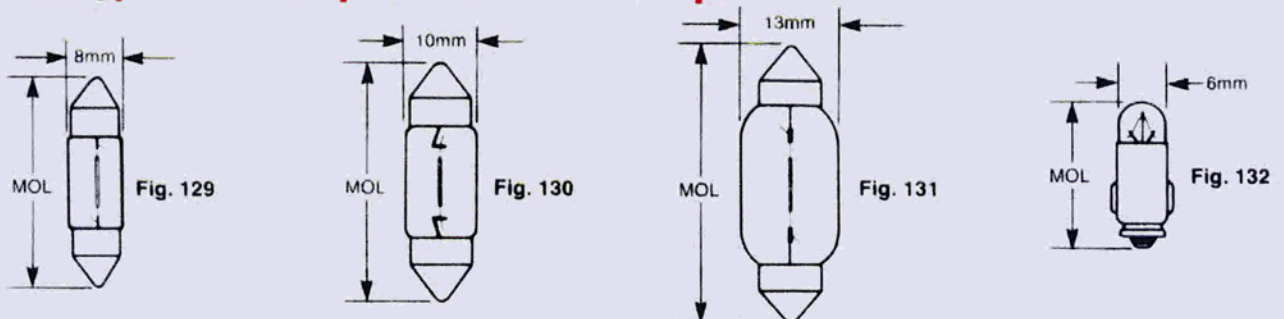 8mm
10mm
13mm
6mm
MOL
Fig. 129
MOL
Fig. 130
MOL
Fig. 131
MOL
Fig. 132